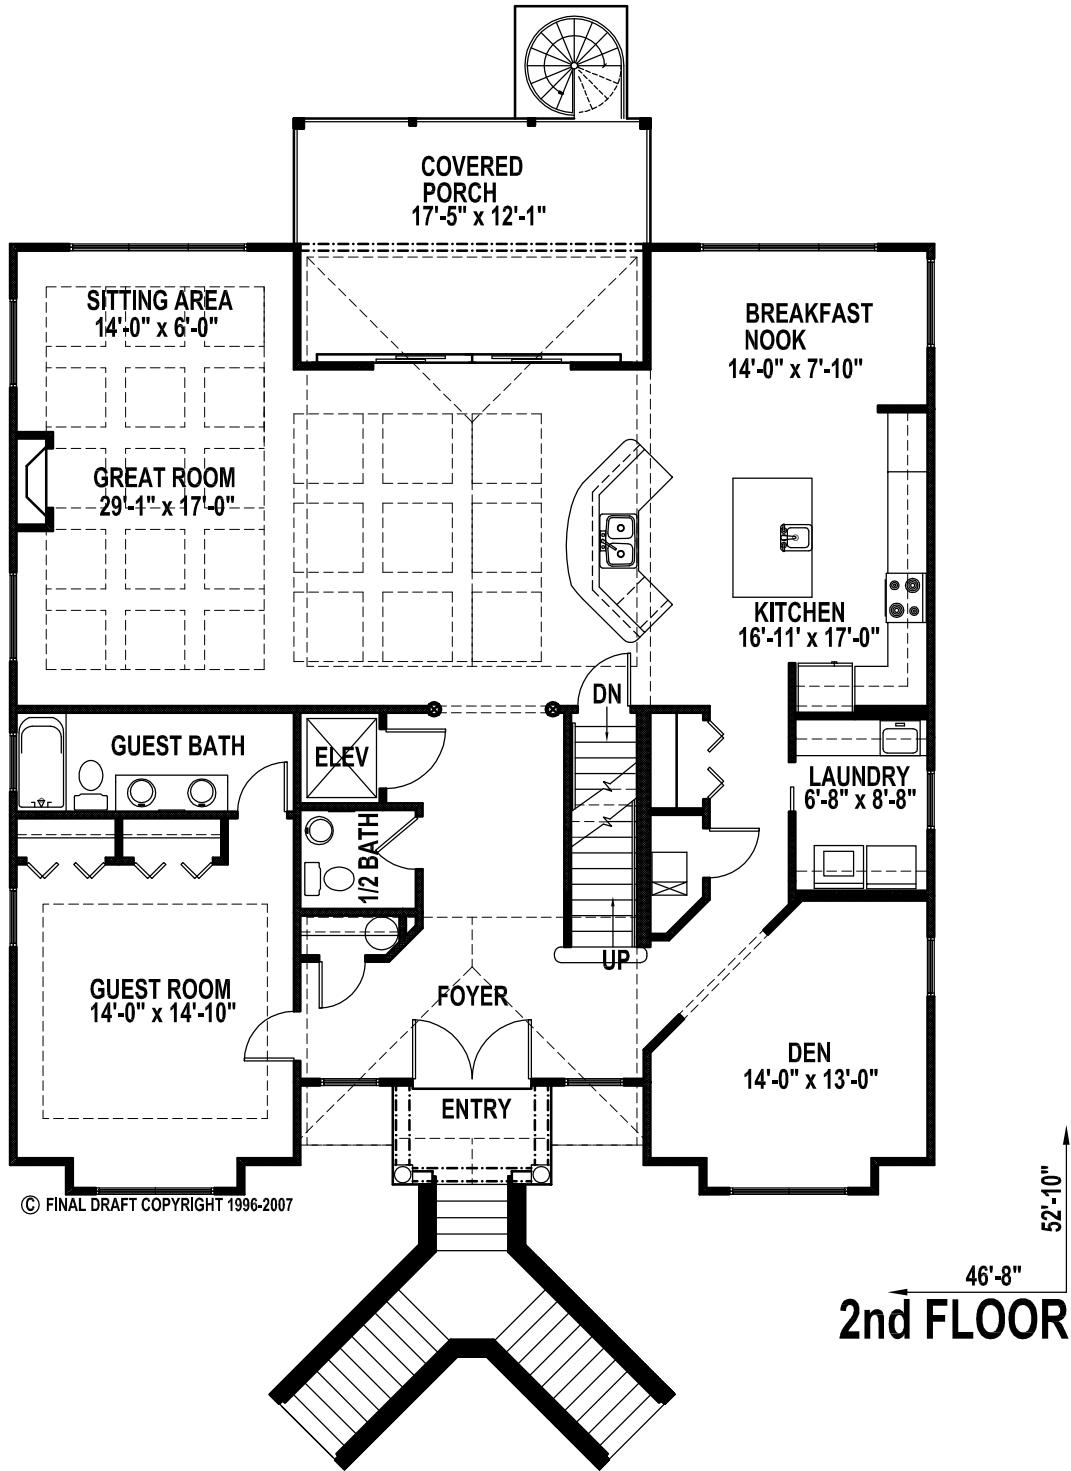 COVERED
PORCH
17'-5" x 12'-1"
SITTING AREA
14'-0" x 6'-0"
BREAKFAST
NOOK
14'-0" x 7'-10"
GREAT ROOM
29'-1" x 17'-0"
KITCHEN
16'-11' x 17'-0"
DN
GUEST BATH
ELEV
LAUNDRY
6'-8" x 8'-8"
1/2 BATH
UP
GUEST ROOM
14'-0" x 14'-10"
FOYER
DEN
14'-0" x 13'-0"
ENTRY
© FINAL DRAFT COPYRIGHT 1996-2007
52'-10"
46'-8"
2nd FLOOR